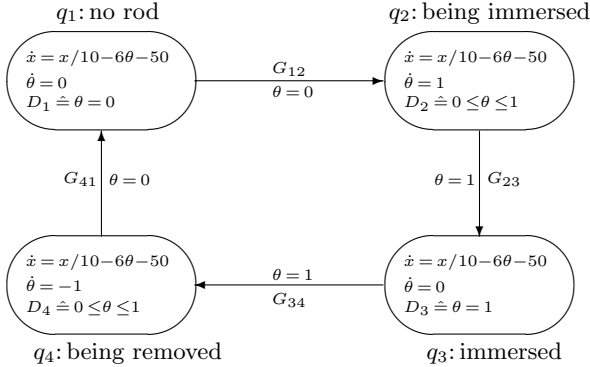 q₁: no rod
ẋ = x/10−6θ−50
θ̇ = 0
D₁ ≙ θ = 0
G₁₂
θ=0
q₂: being immersed
ẋ = x/10−6θ−50
θ̇ = 1
D₂ ≙ 0 ≤θ ≤1
G₄₁ θ=0
θ=1 G₂₃
ẋ = x/10−6θ−50
θ̇ = −1
D₄ ≙ 0 ≤θ ≤1
q₄: being removed
θ=1
G₃₄
ẋ = x/10−6θ−50
θ̇ = 0
D₃ ≙ θ = 1
q₃: immersed